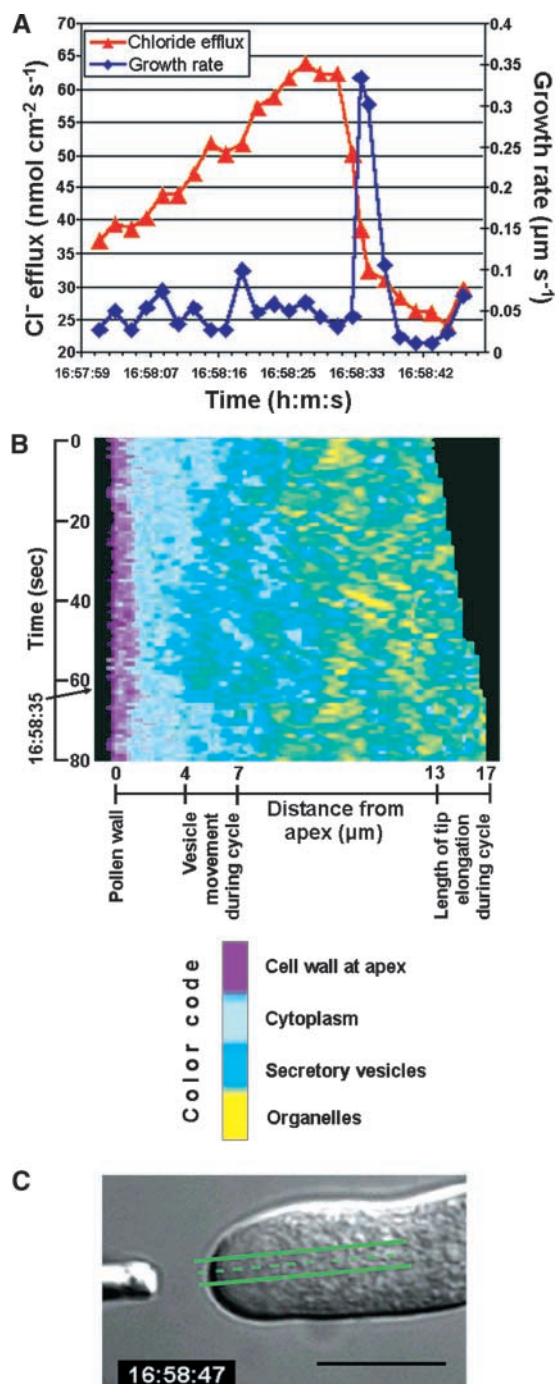 A
Chloride efflux
Growth rate
70
65
60
55
50
45
40
35
30
25
20
Cl⁻ efflux (nmol cm⁻² s⁻¹)
0.4
0.35
0.3
0.25
0.2
0.15
0.1
0.05
0
Growth rate (µm s⁻¹)
16:57:59 16:58:07 16:58:16 16:58:25 16:58:33 16:58:42
Time (h:m:s)
B
0
20
40
60
80
Time (sec)
16:58:35
0 4 7 13 17
Distance from
apex (µm)
Pollen wall
Vesicle
movement
during cycle
Length of tip
elongation
during cycle
Color code
Cell wall at apex
Cytoplasm
Secretory vesicles
Organelles
C
16:58:47